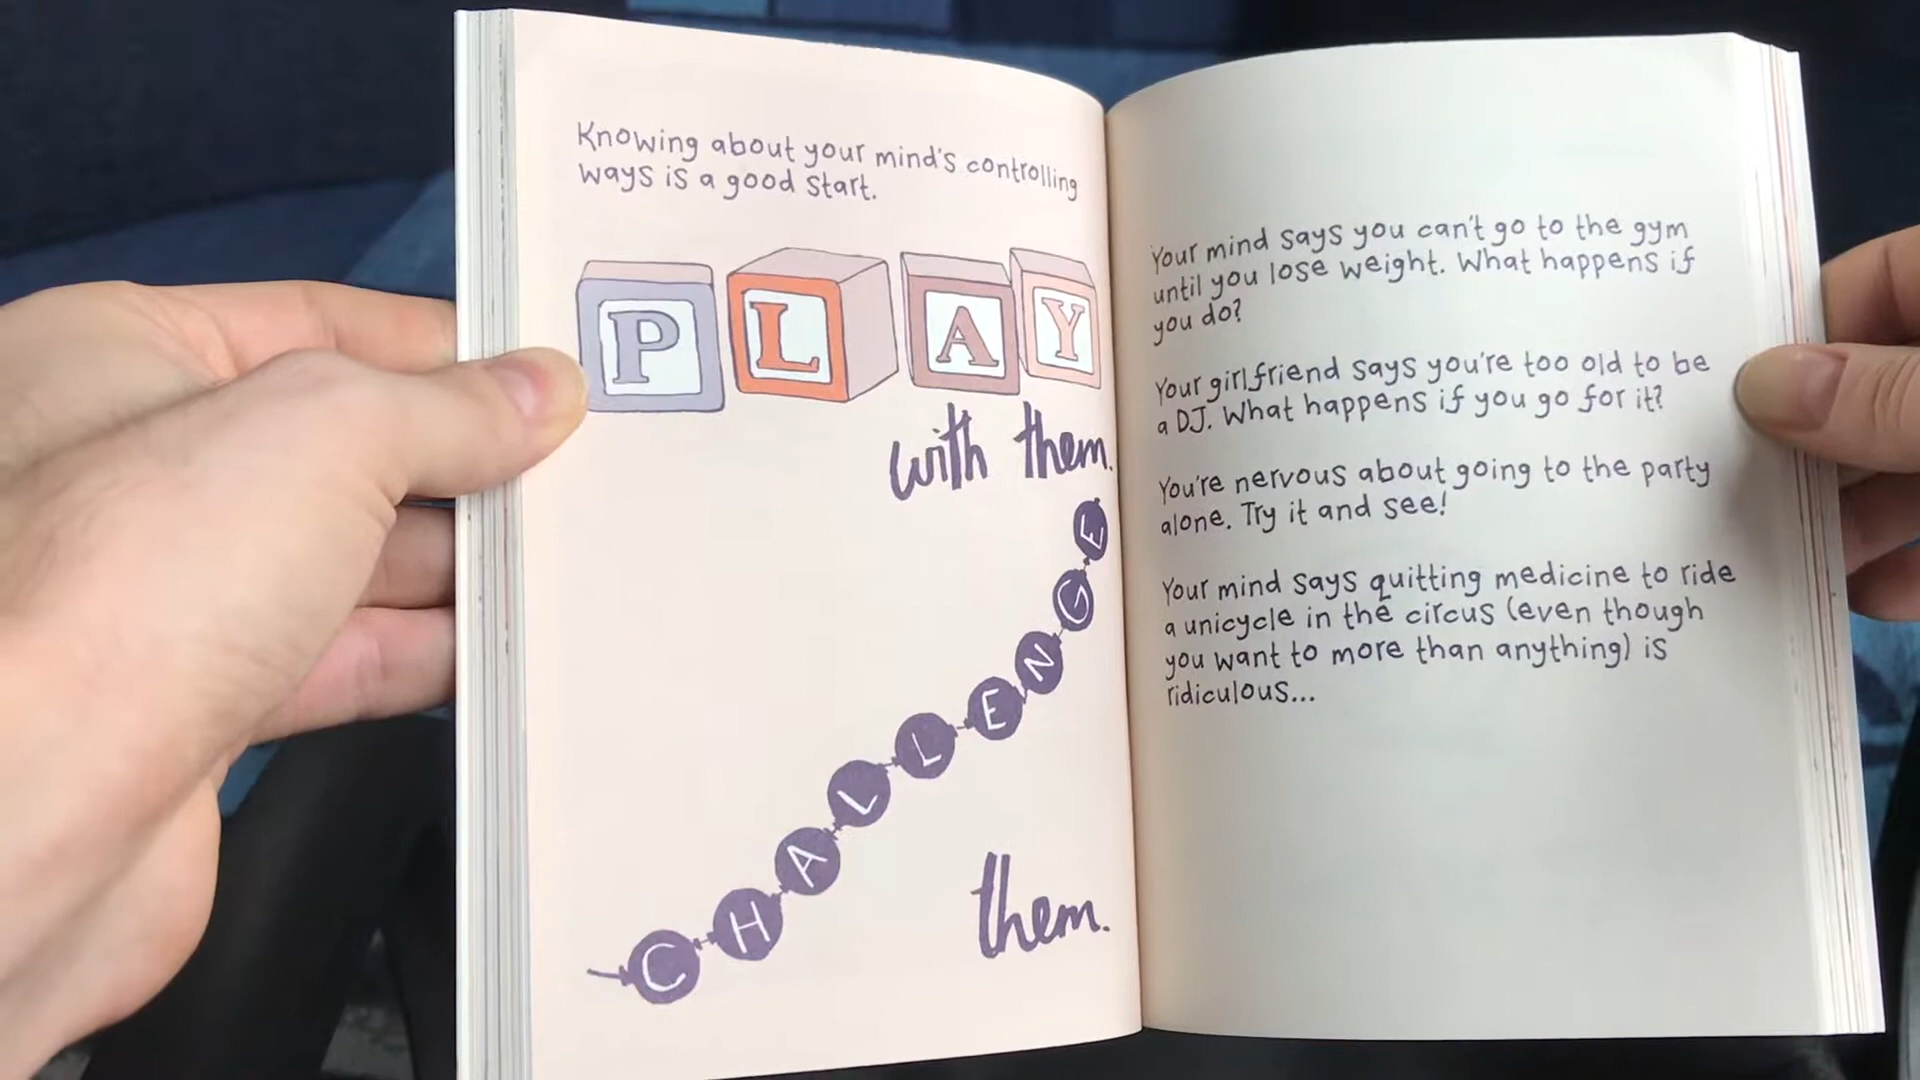 Knowing about your mind's controlling
ways is a good start.
PLAY
with them.
CHALLENGE
them.
Your mind says you can't go to the gym
until you lose weight. What happens if
you do?
Your girlfriend says you're too old to be
a DJ. What happens if you go for it?
You're nervous about going to the party
alone. Try it and see!
Your mind says quitting medicine to ride
a unicycle in the circus (even though
you want to more than anything) is
ridiculous...